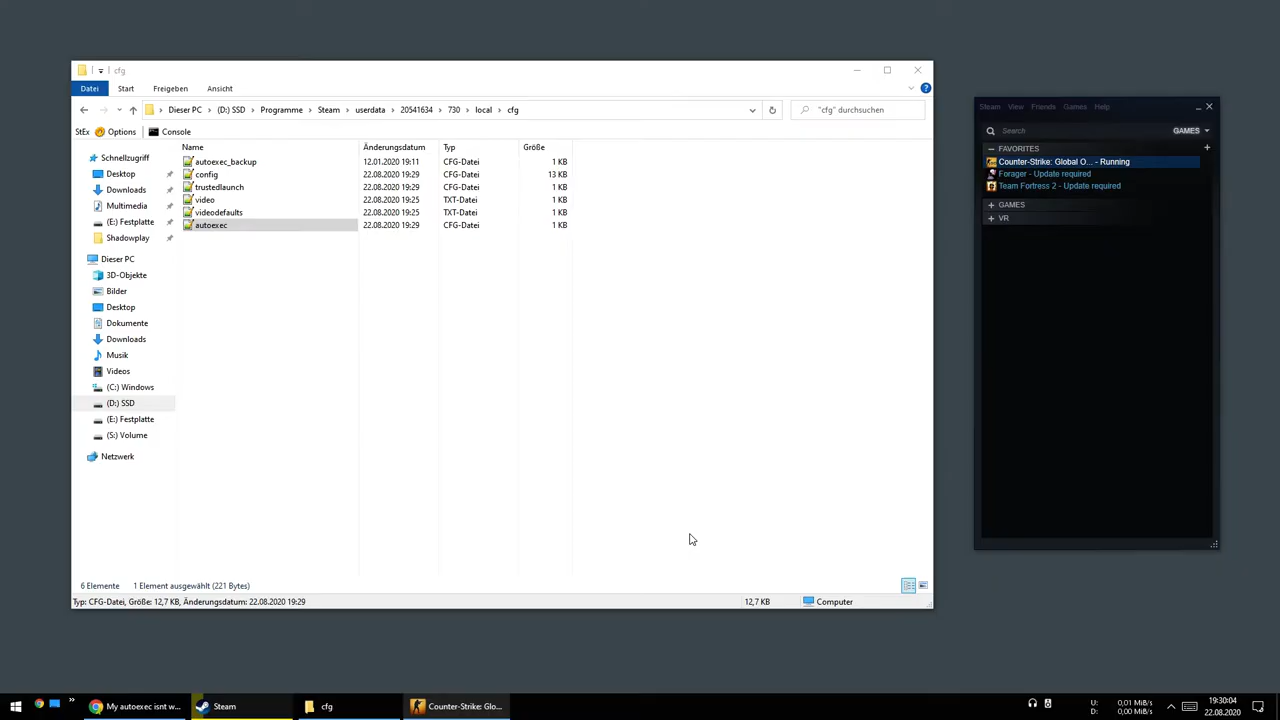 cfg
Datei Start Freigeben Ansicht
Dieser PC (D:) SSD Programme Steam userdata 20541634 730 local cfg
"cfg" durchsuchen
StEx Options Console
Name Änderungsdatum Typ Größe
autoexec_backup 12.01.2020 19:11 CFG-Datei 1 KB
config 22.08.2020 19:29 CFG-Datei 13 KB
trustedlaunch 22.08.2020 19:29 CFG-Datei 1 KB
video 22.08.2020 19:25 TXT-Datei 1 KB
videodefaults 22.08.2020 19:25 TXT-Datei 1 KB
autoexec 22.08.2020 19:29 CFG-Datei 1 KB
Schnellzugriff
Desktop
Downloads
Multimedia
(E:) Festplatte
Shadowplay
Dieser PC
3D-Objekte
Bilder
Desktop
Dokumente
Downloads
Musik
Videos
(C:) Windows
(D:) SSD
(E:) Festplatte
(S:) Volume
Netzwerk
6 Elemente 1 Element ausgewählt (221 Bytes)
Typ: CFG-Datei, Größe: 12,7 KB, Änderungsdatum: 22.08.2020 19:29 12,7 KB Computer
Steam View Friends Games Help
Search GAMES
FAVORITES
Counter-Strike: Global O... - Running
Forager - Update required
Team Fortress 2 - Update required
GAMES
VR
My autoexec isnt w... Steam cfg Counter-Strike: Glo...
U: 0,01 MiB/s
D: 0,00 MiB/s
19:30:04
22.08.2020